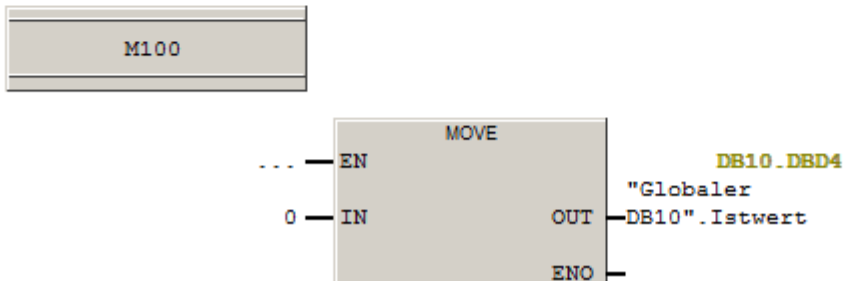 M100
MOVE
... EN DB10.DBD4
"Globaler
0 IN OUT DB10".Istwert
ENO